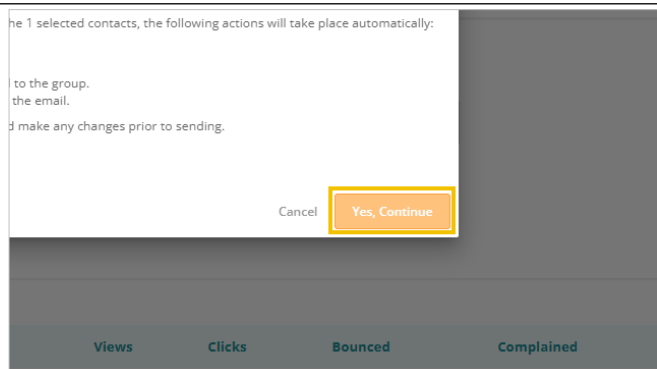 he 1 selected contacts, the following actions will take place automatically:
to the group.
the email.
make any changes prior to sending.
Cancel Yes, Continue
Views Clicks Bounced Complained